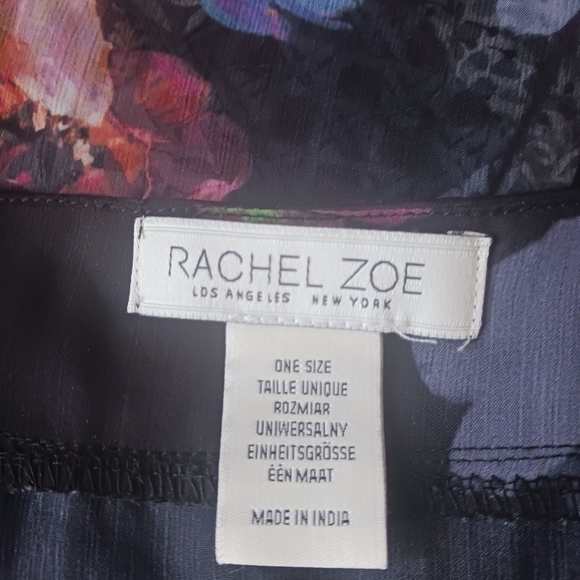 RACHEL ZOE
LOS ANGELES NEW YORK
ONE SIZE
TAILLE UNIQUE
ROZMIAR
UNIWERSALNY
EINHEITSGRÖSSE
ÉÉN MAAT
MADE IN INDIA